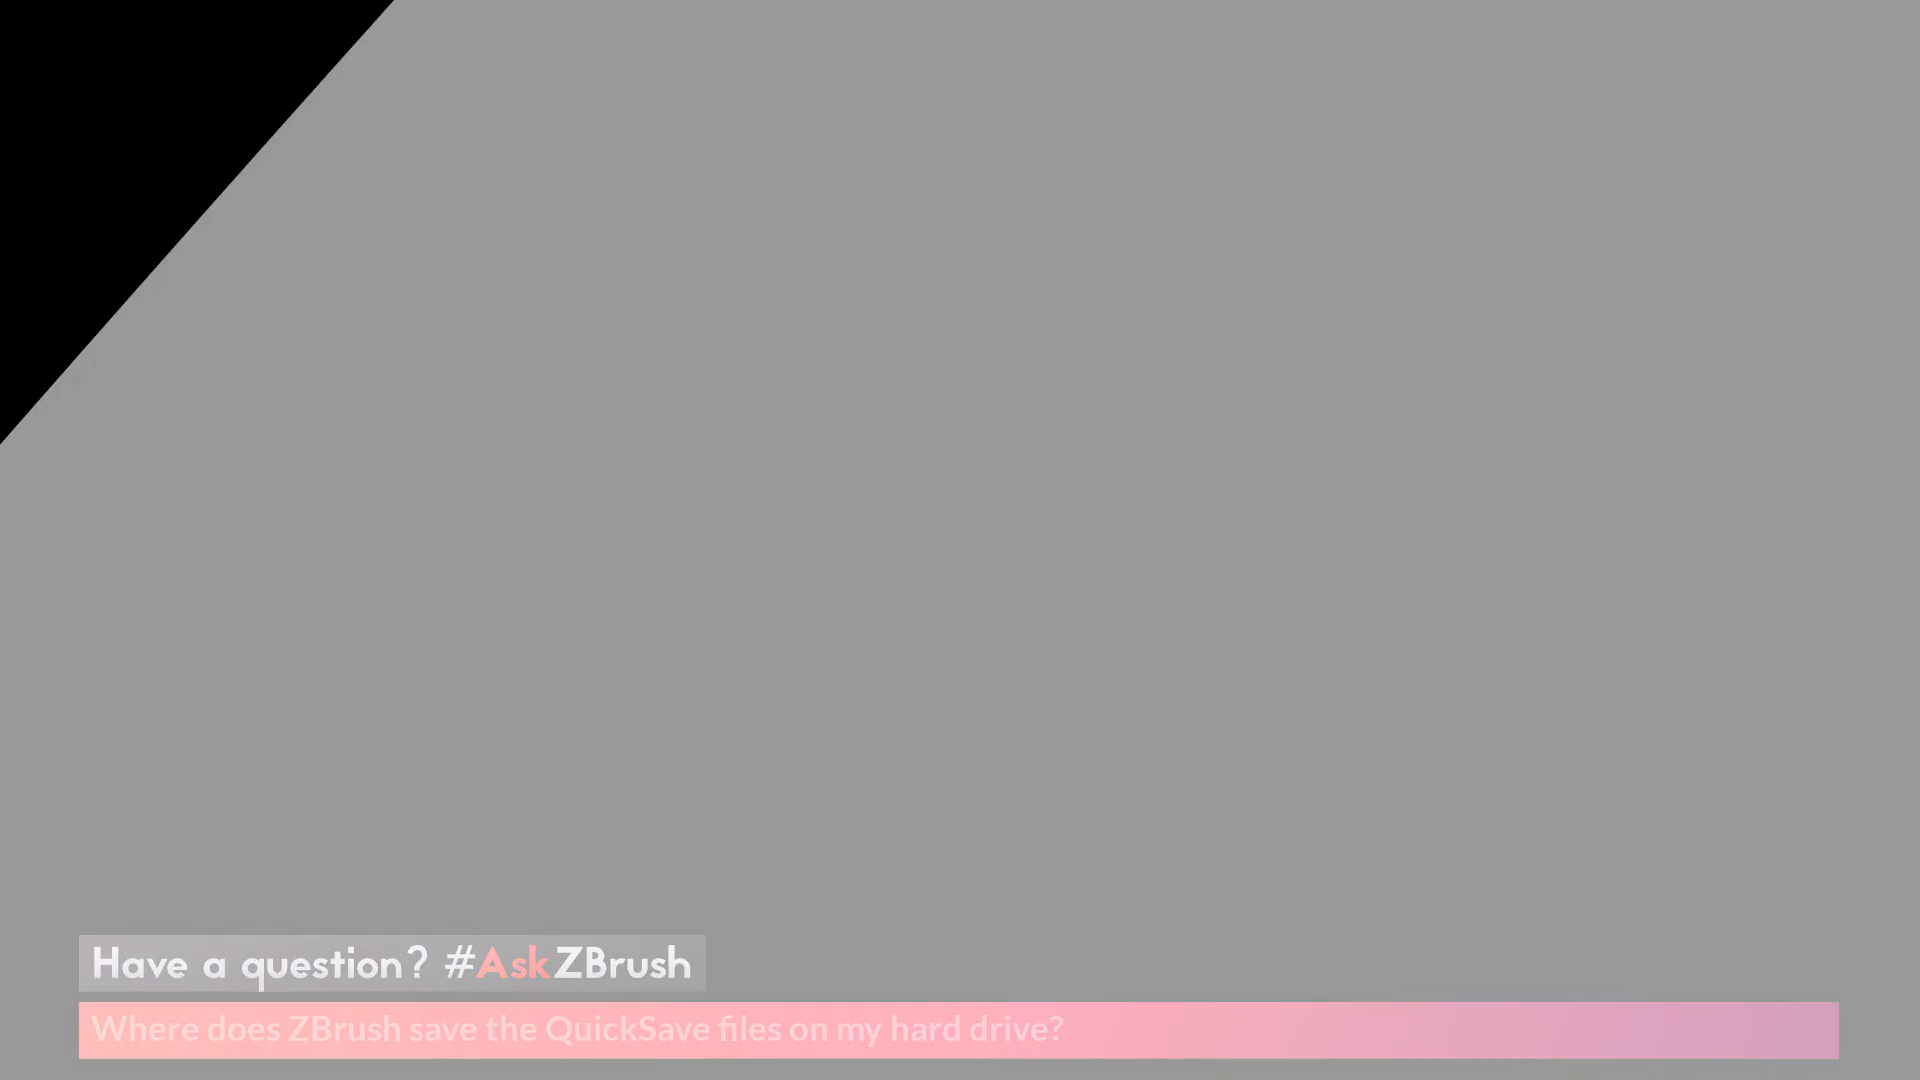 Have a question? #AskZBrush
Where does ZBrush save the QuickSave files on my hard drive?